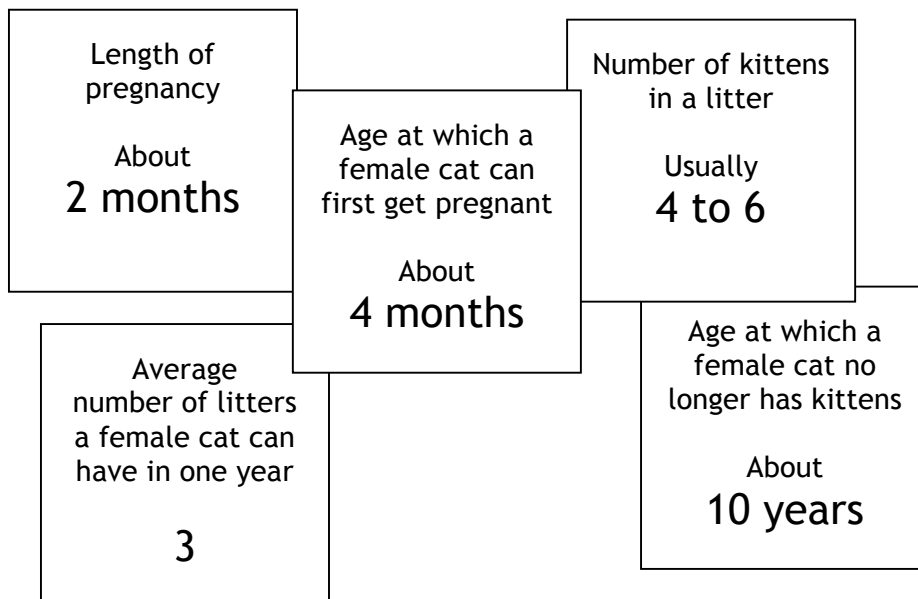 Length of
pregnancy
About
2 months
Age at which a
female cat can
first get pregnant
About
4 months
Number of kittens
in a litter
Usually
4 to 6
Average
number of litters
a female cat can
have in one year
3
Age at which a
female cat no
longer has kittens
About
10 years